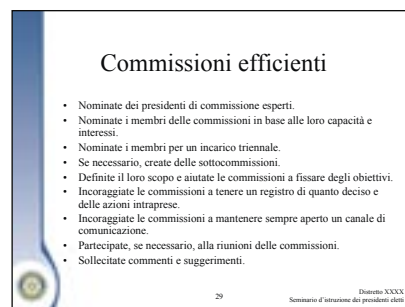 Commissioni efficienti
• Nominate dei presidenti di commissione esperti.
• Nominate i membri delle commissioni in base alle loro capacità e
interessi.
• Nominate i membri per un incarico triennale.
• Se necessario, create delle sottocommissioni.
• Definite il loro scopo e aiutate le commissioni a fissare degli obiettivi.
• Incoraggiate le commissioni a tenere un registro di quanto deciso e
delle azioni intraprese.
• Incoraggiate le commissioni a mantenere sempre aperto un canale di
comunicazione.
• Partecipate, se necessario, alla riunioni delle commissioni.
• Sollecitate commenti e suggerimenti.
29
Distretto XXXX
Seminario d'istruzione dei presidenti eletti